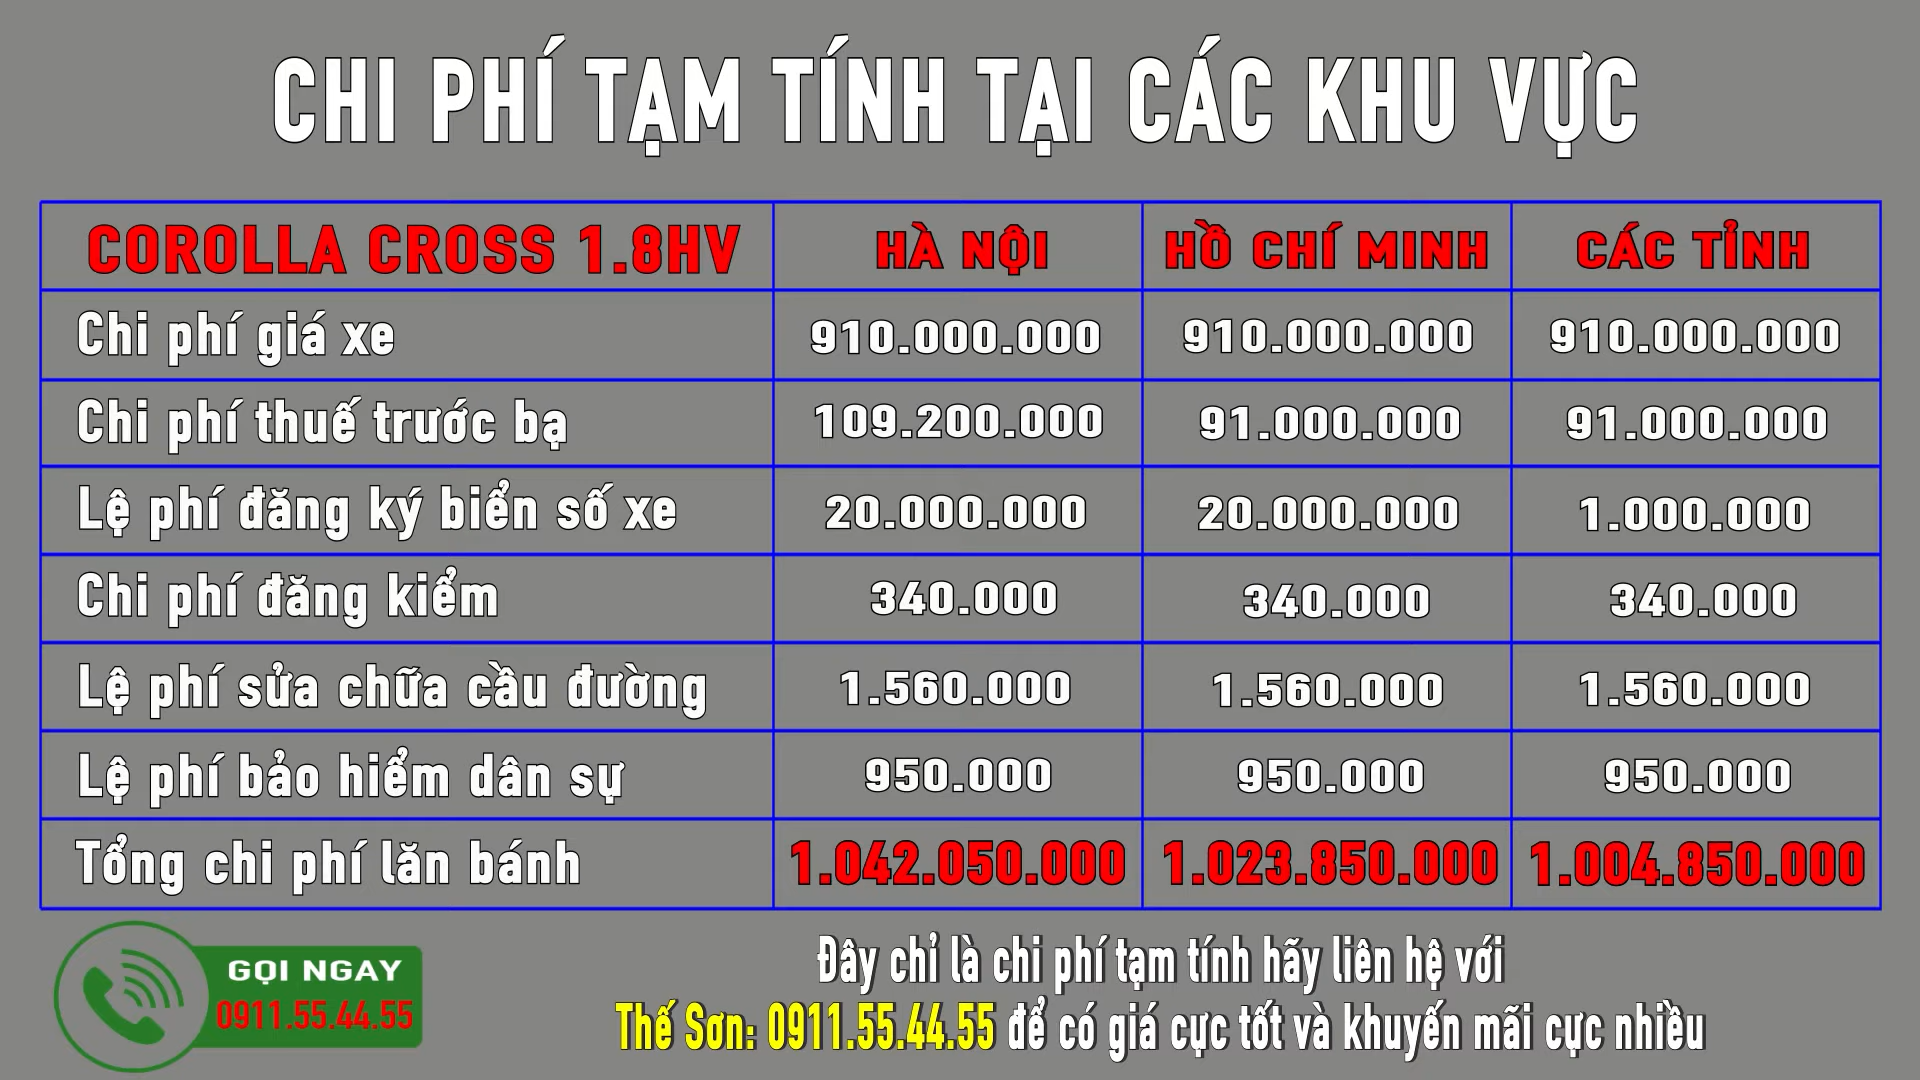 CHI PHÍ TẠM TÍNH TẠI CÁC KHU VỰC
COROLLA CROSS 1.8HV HÀ NỘI HỒ CHÍ MINH CÁC TỈNH
Chi phí giá xe 910.000.000 910.000.000 910.000.000
Chi phí thuế trước bạ 109.200.000 91.000.000 91.000.000
Lệ phí đăng ký biển số xe 20.000.000 20.000.000 1.000.000
Chi phí đăng kiểm 340.000 340.000 340.000
Lệ phí sửa chữa cầu đường 1.560.000 1.560.000 1.560.000
Lệ phí bảo hiểm dân sự 950.000 950.000 950.000
Tổng chi phí lăn bánh 1.042.050.000 1.023.850.000 1.004.850.000
GỌI NGAY
0911.55.44.55
Đây chỉ là chi phí tạm tính hãy liên hệ với
Thế Sơn: 0911.55.44.55 để có giá cực tốt và khuyến mãi cực nhiều